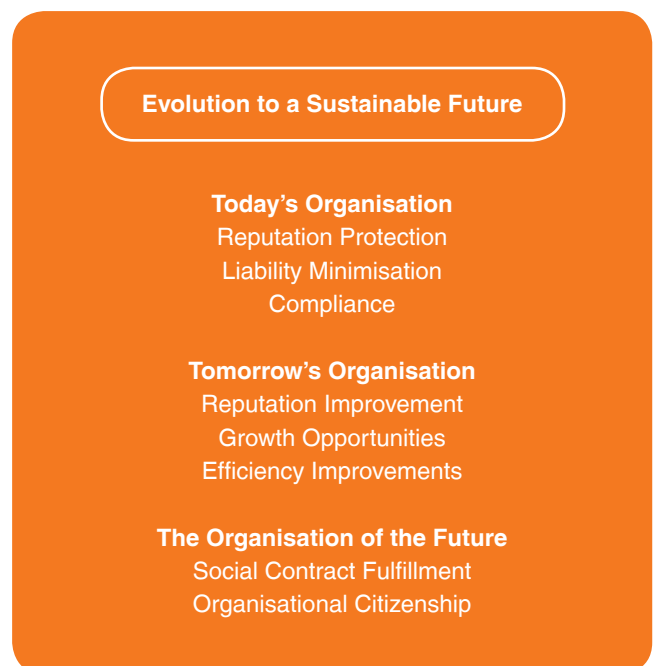 Evolution to a Sustainable Future
Today’s Organisation
Reputation Protection
Liability Minimisation
Compliance
Tomorrow’s Organisation
Reputation Improvement
Growth Opportunities
Efficiency Improvements
The Organisation of the Future
Social Contract Fulfillment
Organisational Citizenship